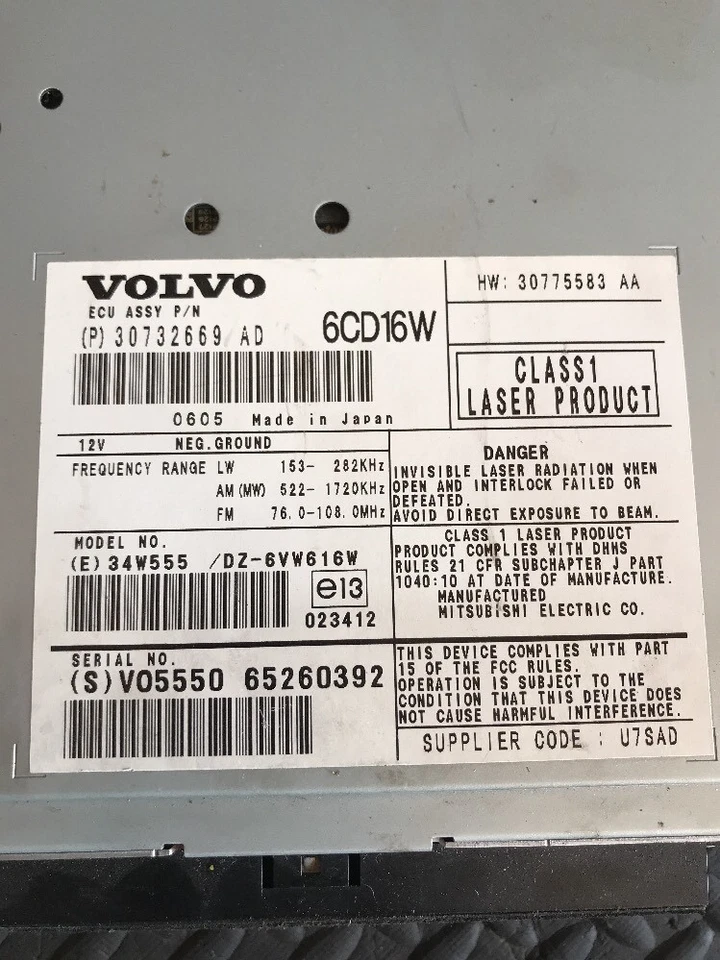 VOLVO
ECU ASSY P/N
(P) 30732669 AD
6CD16W
0605 Made in Japan
HW: 30775583 AA
CLASS1
LASER PRODUCT
12V NEG.GROUND
FREQUENCY RANGE LW 153- 282KHz
AM(MW) 522- 1720KHz
FM 76.0-108.0MHz
DANGER
INVISIBLE LASER RADIATION WHEN
OPEN AND INTERLOCK FAILED OR
DEFEATED.
AVOID DIRECT EXPOSURE TO BEAM.
MODEL NO.
(E) 34W555 /DZ-6VW616W
e13
023412
CLASS 1 LASER PRODUCT
PRODUCT COMPLIES WITH DHHS
RULES 21 CFR SUBCHAPTER J PART
1040:10 AT DATE OF MANUFACTURE.
MANUFACTURED
MITSUBISHI ELECTRIC CO.
SERIAL NO.
(S)VO5550 65260392
THIS DEVICE COMPLIES WITH PART
15 OF THE FCC RULES.
OPERATION IS SUBJECT TO THE
CONDITION THAT THIS DEVICE DOES
NOT CAUSE HARMFUL INTERFERENCE.
SUPPLIER CODE : U7SAD